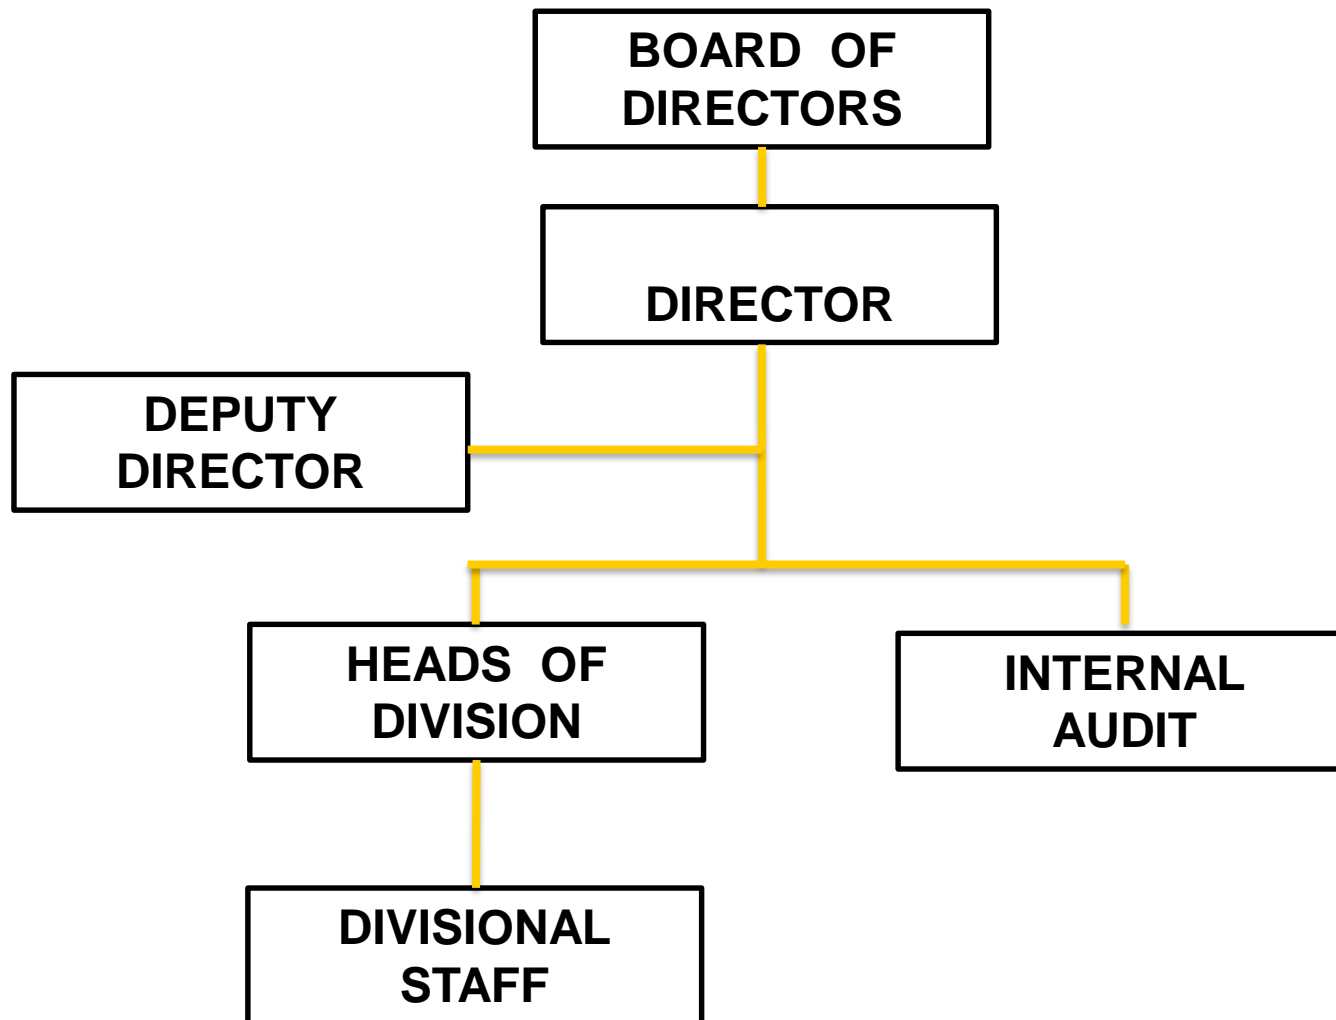 BOARD OF
DIRECTORS
DIRECTOR
DEPUTY
DIRECTOR
HEADS OF
DIVISION
INTERNAL
AUDIT
DIVISIONAL
STAFF